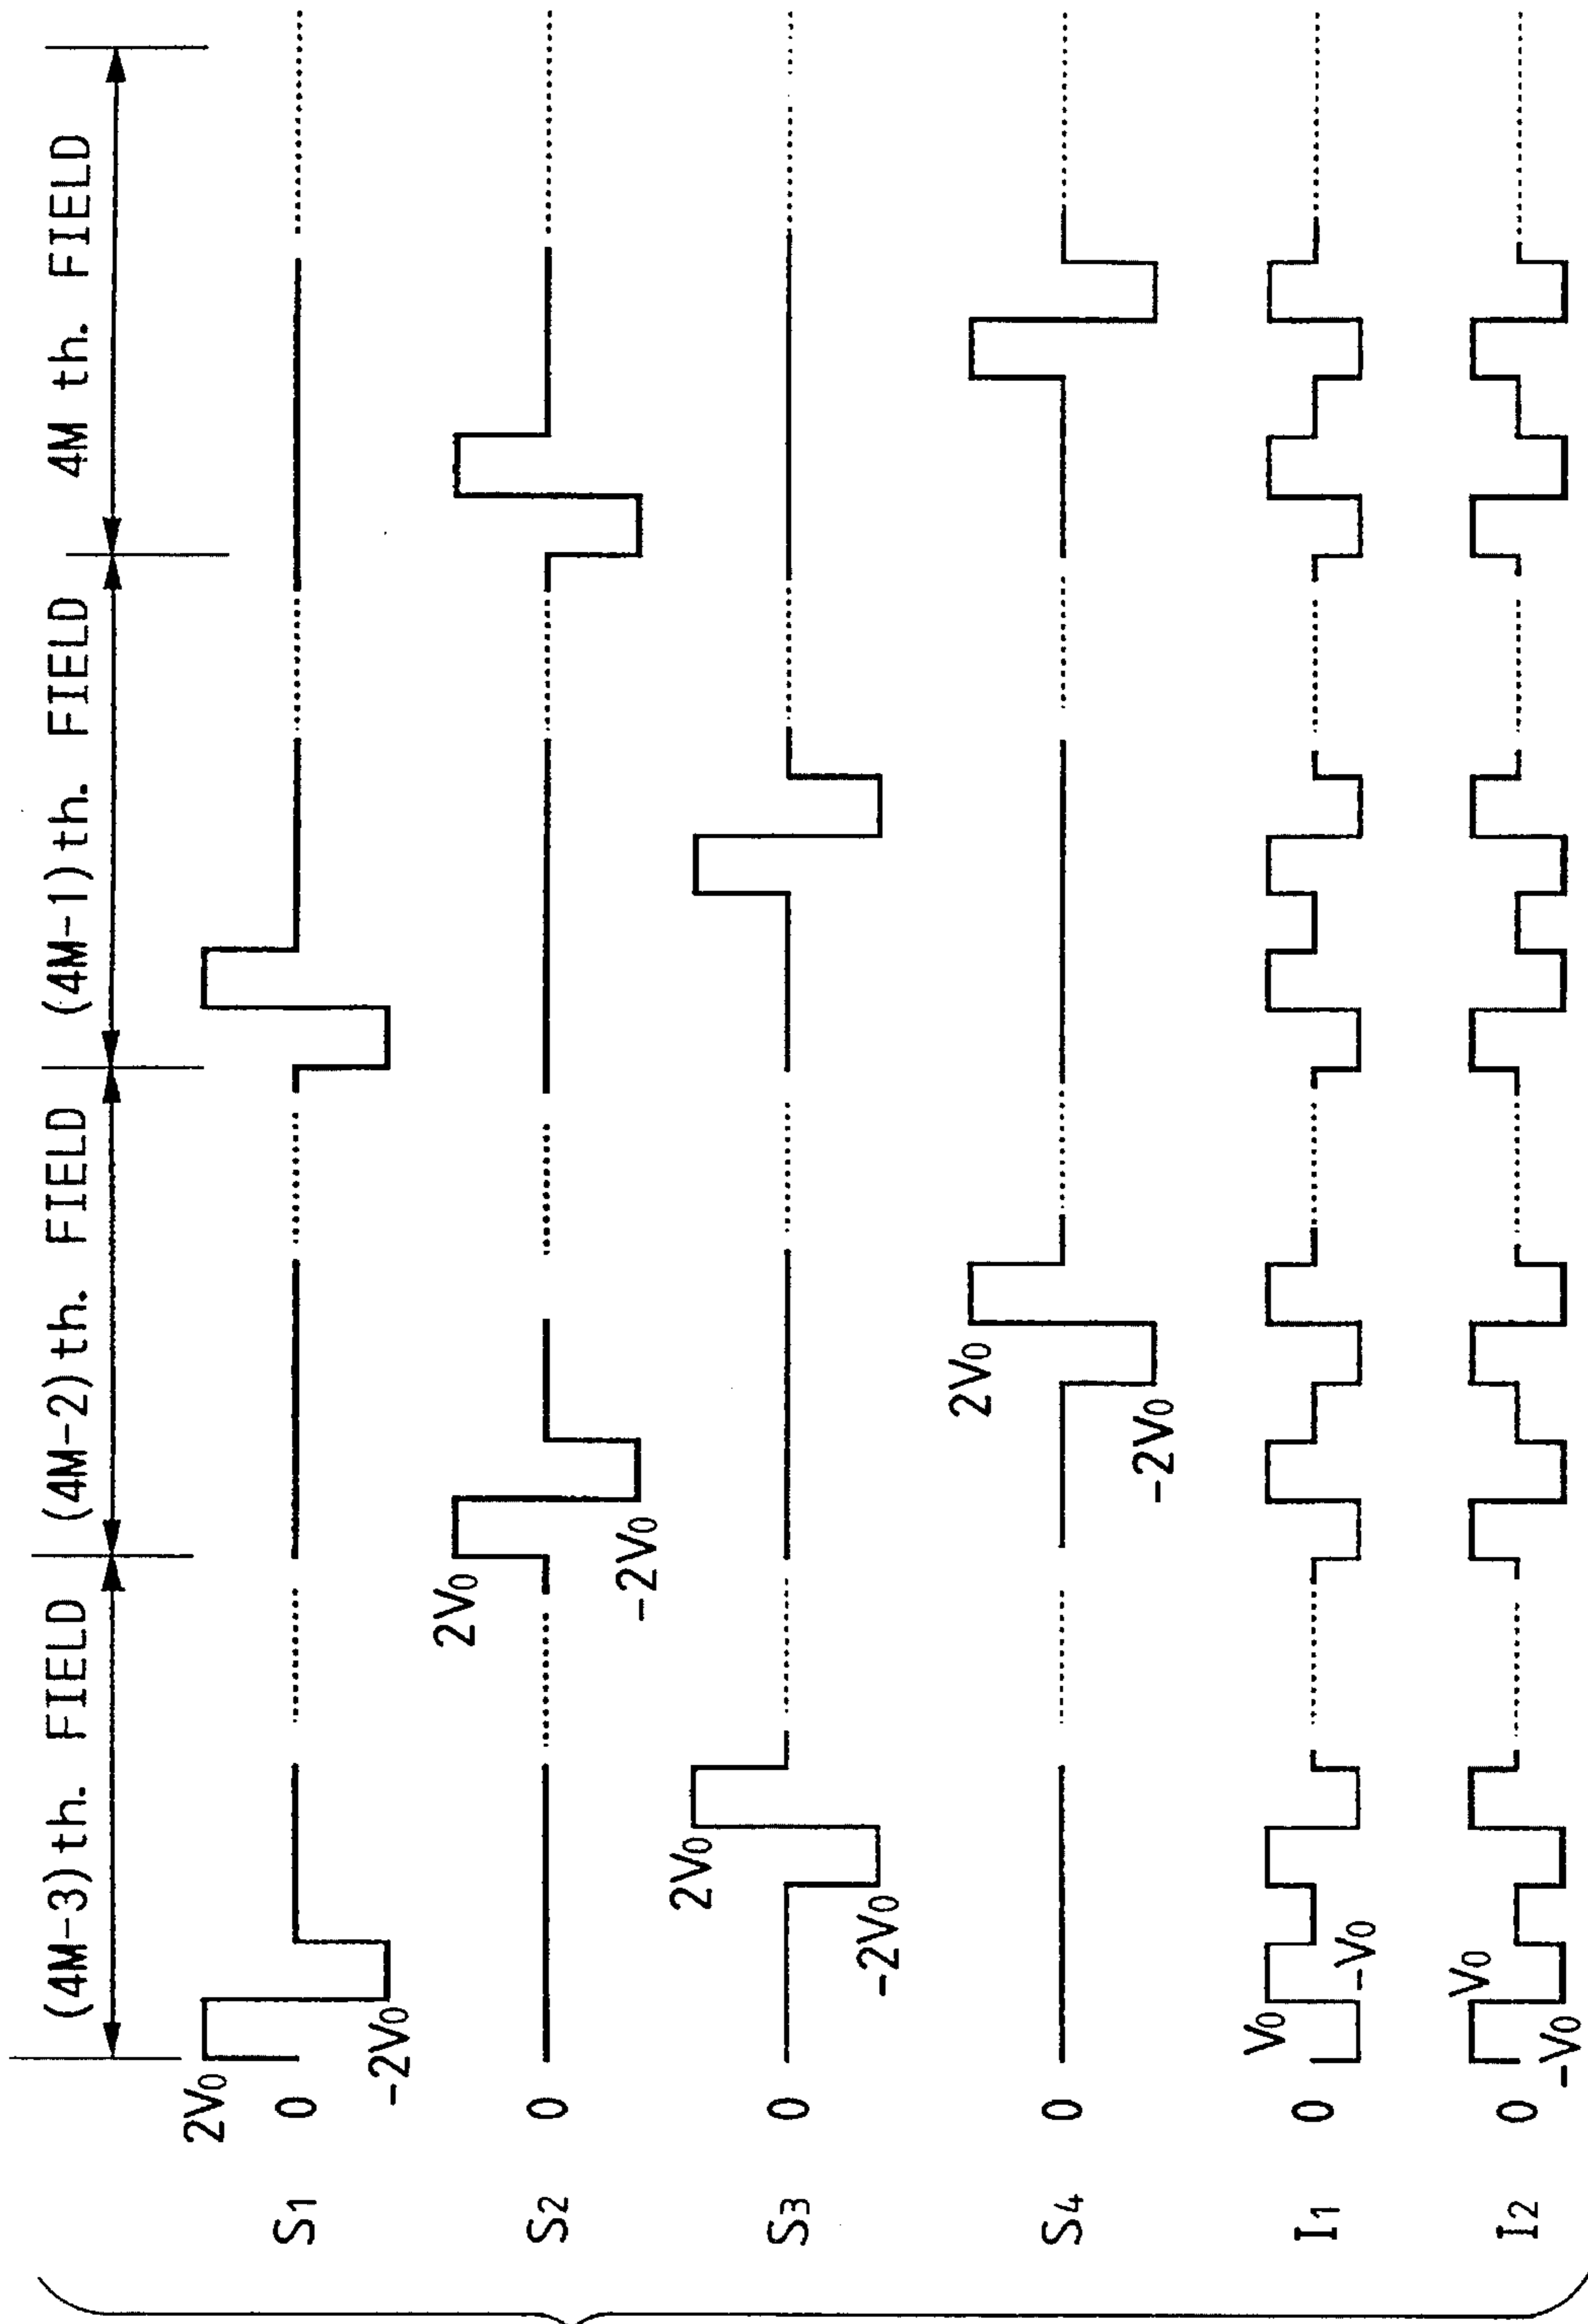 (4M-3)th. FIELD (4M-2)th. FIELD (4M-1)th. FIELD 4M th. FIELD
S1 0 2V0 -2V0
S2 0 2V0 -2V0
S3 0 2V0 -2V0
S4 0 2V0 -2V0
I1 0 V0 -V0
I2 0 V0 -V0